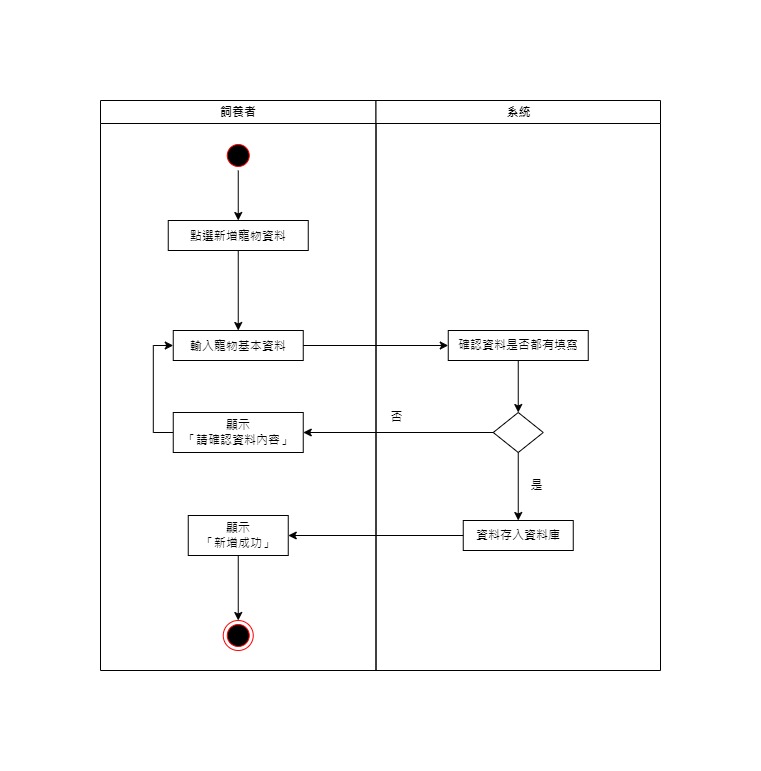 飼養者
系統
點選新增寵物資料
輸入寵物基本資料
確認資料是否都有填寫
顯示
「請確認資料內容」
否
是
顯示
「新增成功」
資料存入資料庫